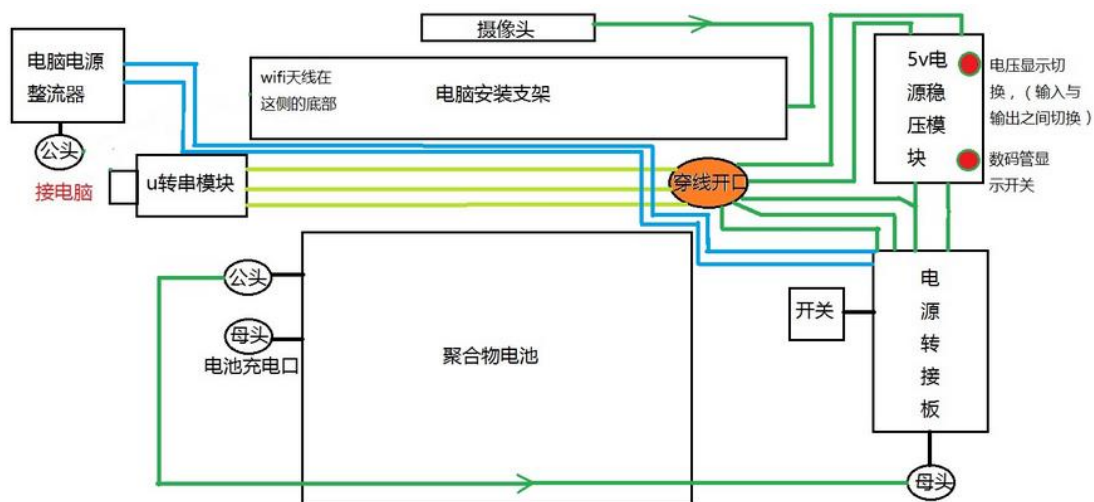 摄像头
电脑电源
整流器
wifi天线在
这侧的底部
电脑安装支架
5v电
源稳
压模
块
电压显示切
换，（输入与
输出之间切换）
数码管显
示开关
公头
接电脑
u转串模块
穿线开口
公头
母头
电池充电口
聚合物电池
开关
电
源
转
接
板
母头